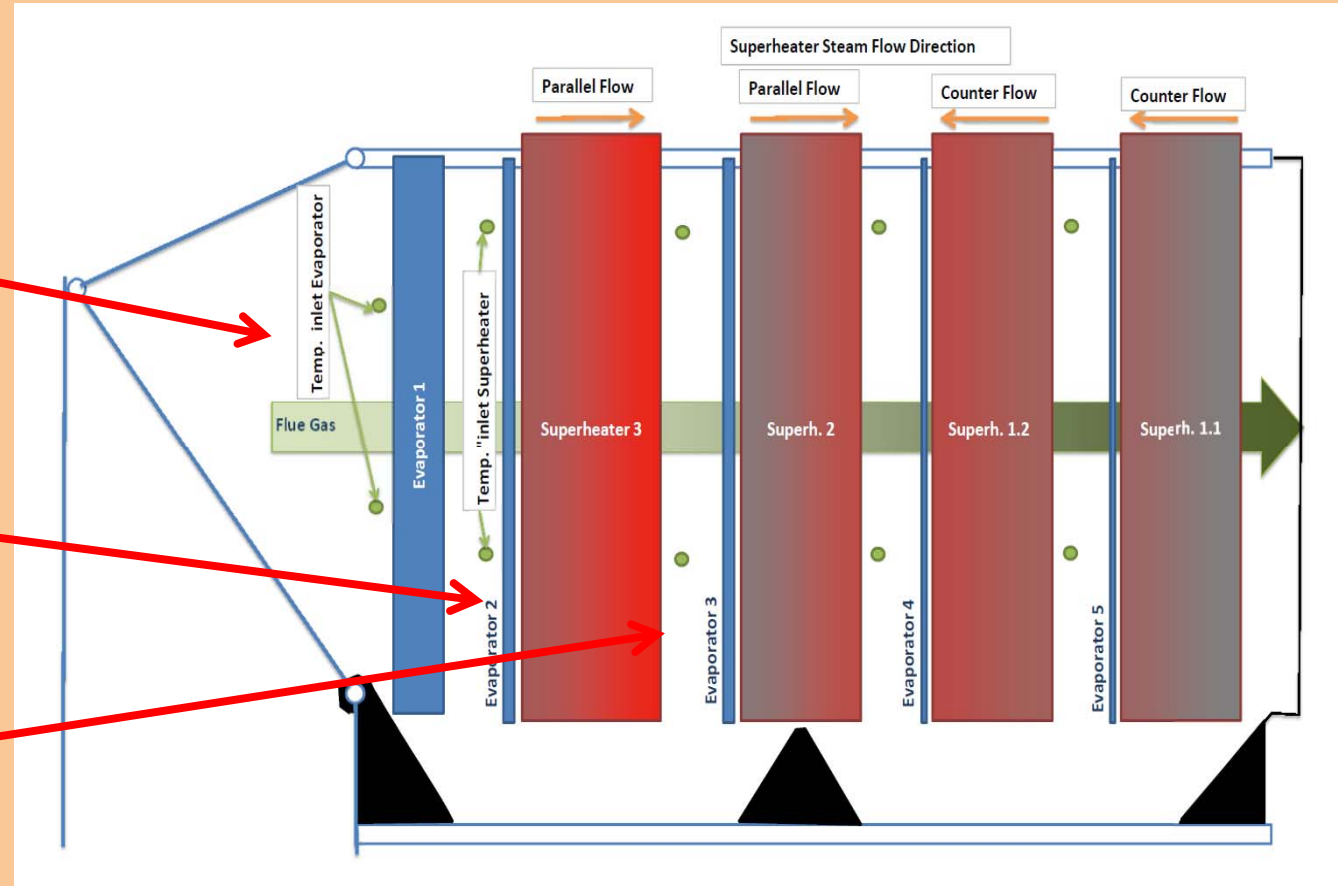 Superheater Steam Flow Direction
Parallel Flow
Parallel Flow
Counter Flow
Counter Flow
Temp. inlet Evaporator
Temp. "inlet Superheater
Flue Gas
Evaporator 1
Superheater 3
Superh. 2
Superh. 1.2
Superh. 1.1
Evaporator 2
Evaporator 3
Evaporator 4
Evaporator 5